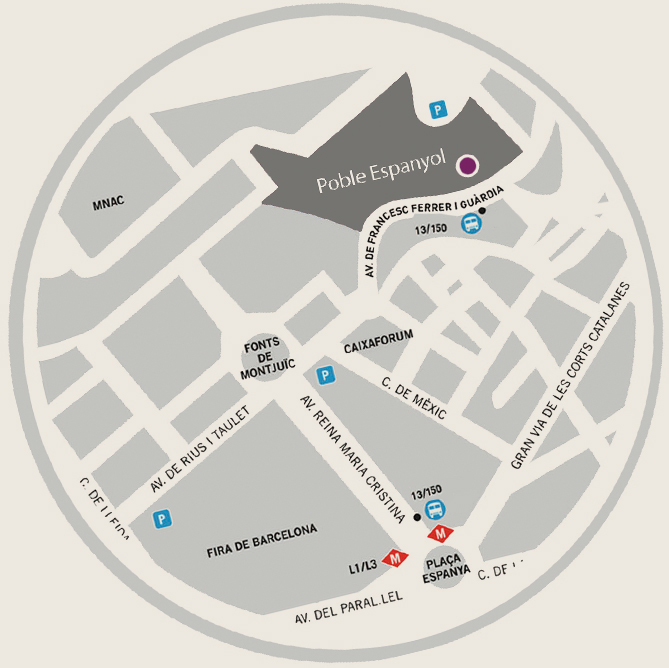 P
Poble Espanyol
MNAC
AV. DE FRANCESC FERRER I GUÀRDIA
13/150
FONTS
DE
MONTJUÏC
CAIXAFORUM
P
C. DE MÈXIC
GRAN VIA DE LES CORTS CATALANES
AV. REINA MARIA CRISTINA
AV. DE RIUS I TAULET
C. DE LLEIDA
P
13/150
FIRA DE BARCELONA
M
L1/L3
M
PLAÇA
ESPANYA
C. DE
AV. DEL PARAL.LEL